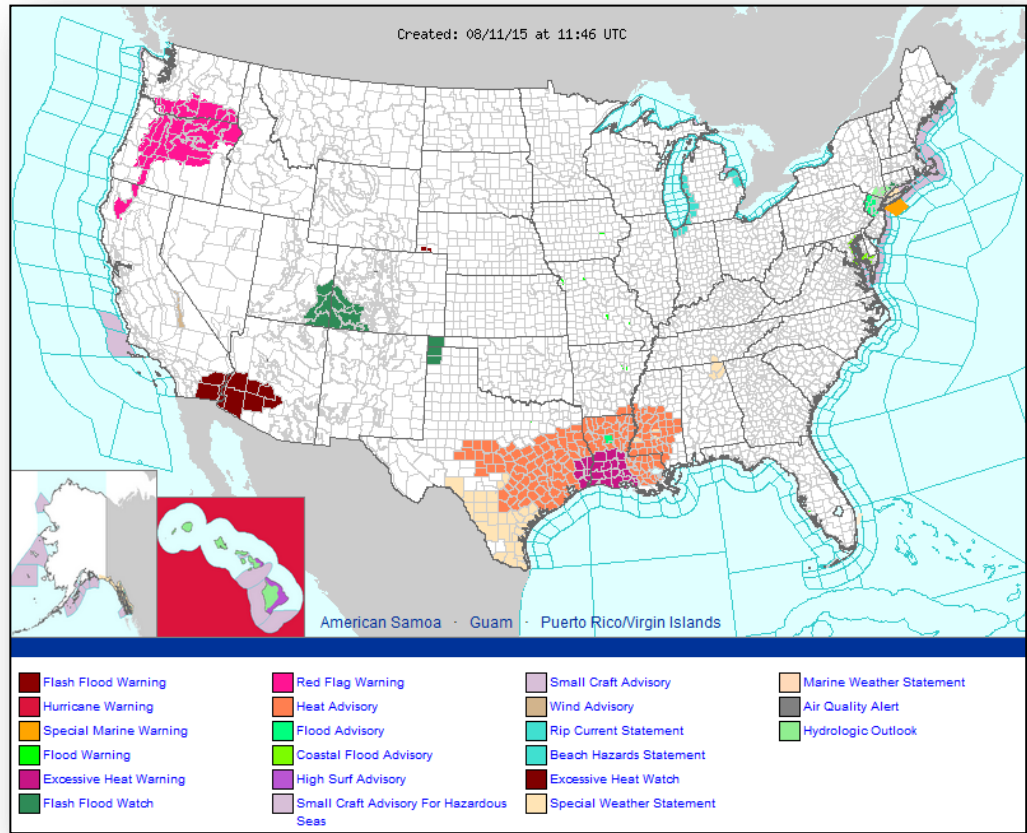 Created: 08/11/15 at 11:46 UTC
American Samoa · Guam · Puerto Rico/Virgin Islands
Flash Flood Warning
Hurricane Warning
Special Marine Warning
Flood Warning
Excessive Heat Warning
Flash Flood Watch
Red Flag Warning
Heat Advisory
Flood Advisory
Coastal Flood Advisory
High Surf Advisory
Small Craft Advisory For Hazardous
Seas
Small Craft Advisory
Wind Advisory
Rip Current Statement
Beach Hazards Statement
Excessive Heat Watch
Special Weather Statement
Marine Weather Statement
Air Quality Alert
Hydrologic Outlook